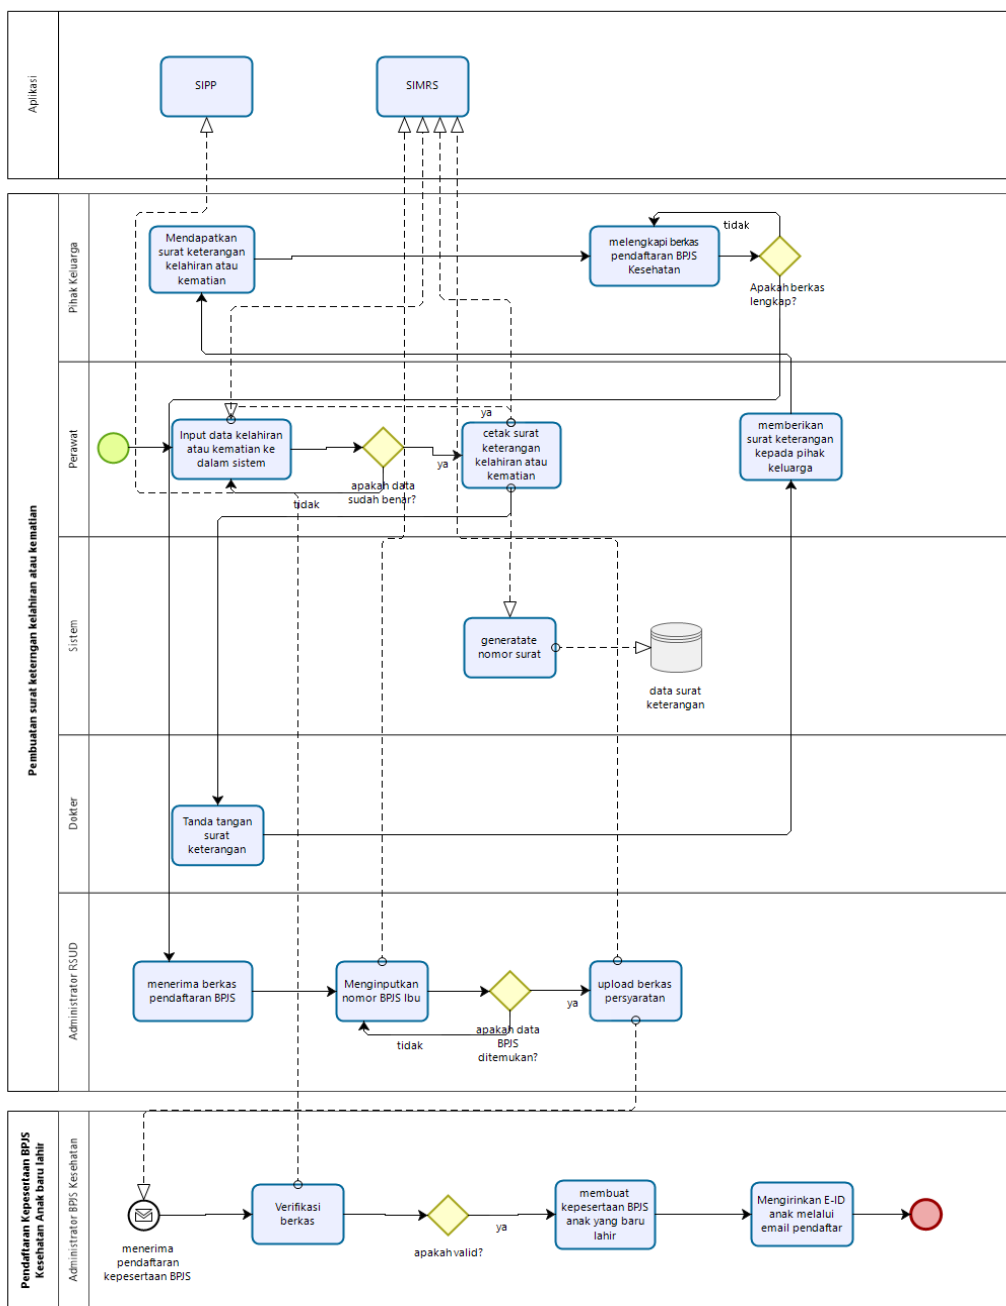 Aplikasi
SIPP
SIMRS
Pembuatan surat keterngan kelahiran atau kematian
Pihak Keluarga
Mendapatkan
surat keterangan
kelahiran atau
kematian
melengkapi berkas
pendaftaran BPJS
Kesehatan
tidak
Apakah berkas
lengkap?
Perawat
Input data kelahiran
atau kematian ke
dalam sistem
apakah data
sudah benar?
tidak
ya
ya
cetak surat
keterangan
kelahiran atau
kematian
memberikan
surat keterangan
kepada pihak
keluarga
Sistem
generatate
nomor surat
data surat
keterangan
Dokter
Tanda tangan
surat
keterangan
Administrator RSUD
menerima berkas
pendaftaran BPJS
Menginputkan
nomor BPJS Ibu
tidak
apakah data
BPJS
ditemukan?
ya
upload berkas
persyaratan
Pendaftaran Kepesertaan BPJS
Kesehatan Anak baru lahir
Administrator BPJS Kesehatan
menerima
pendaftaran
kepesertaan BPJS
Verifikasi
berkas
apakah valid?
ya
membuat
kepesertaan BPJS
anak yang baru
lahir
Mengirinkan E-ID
anak melalui
email pendaftar